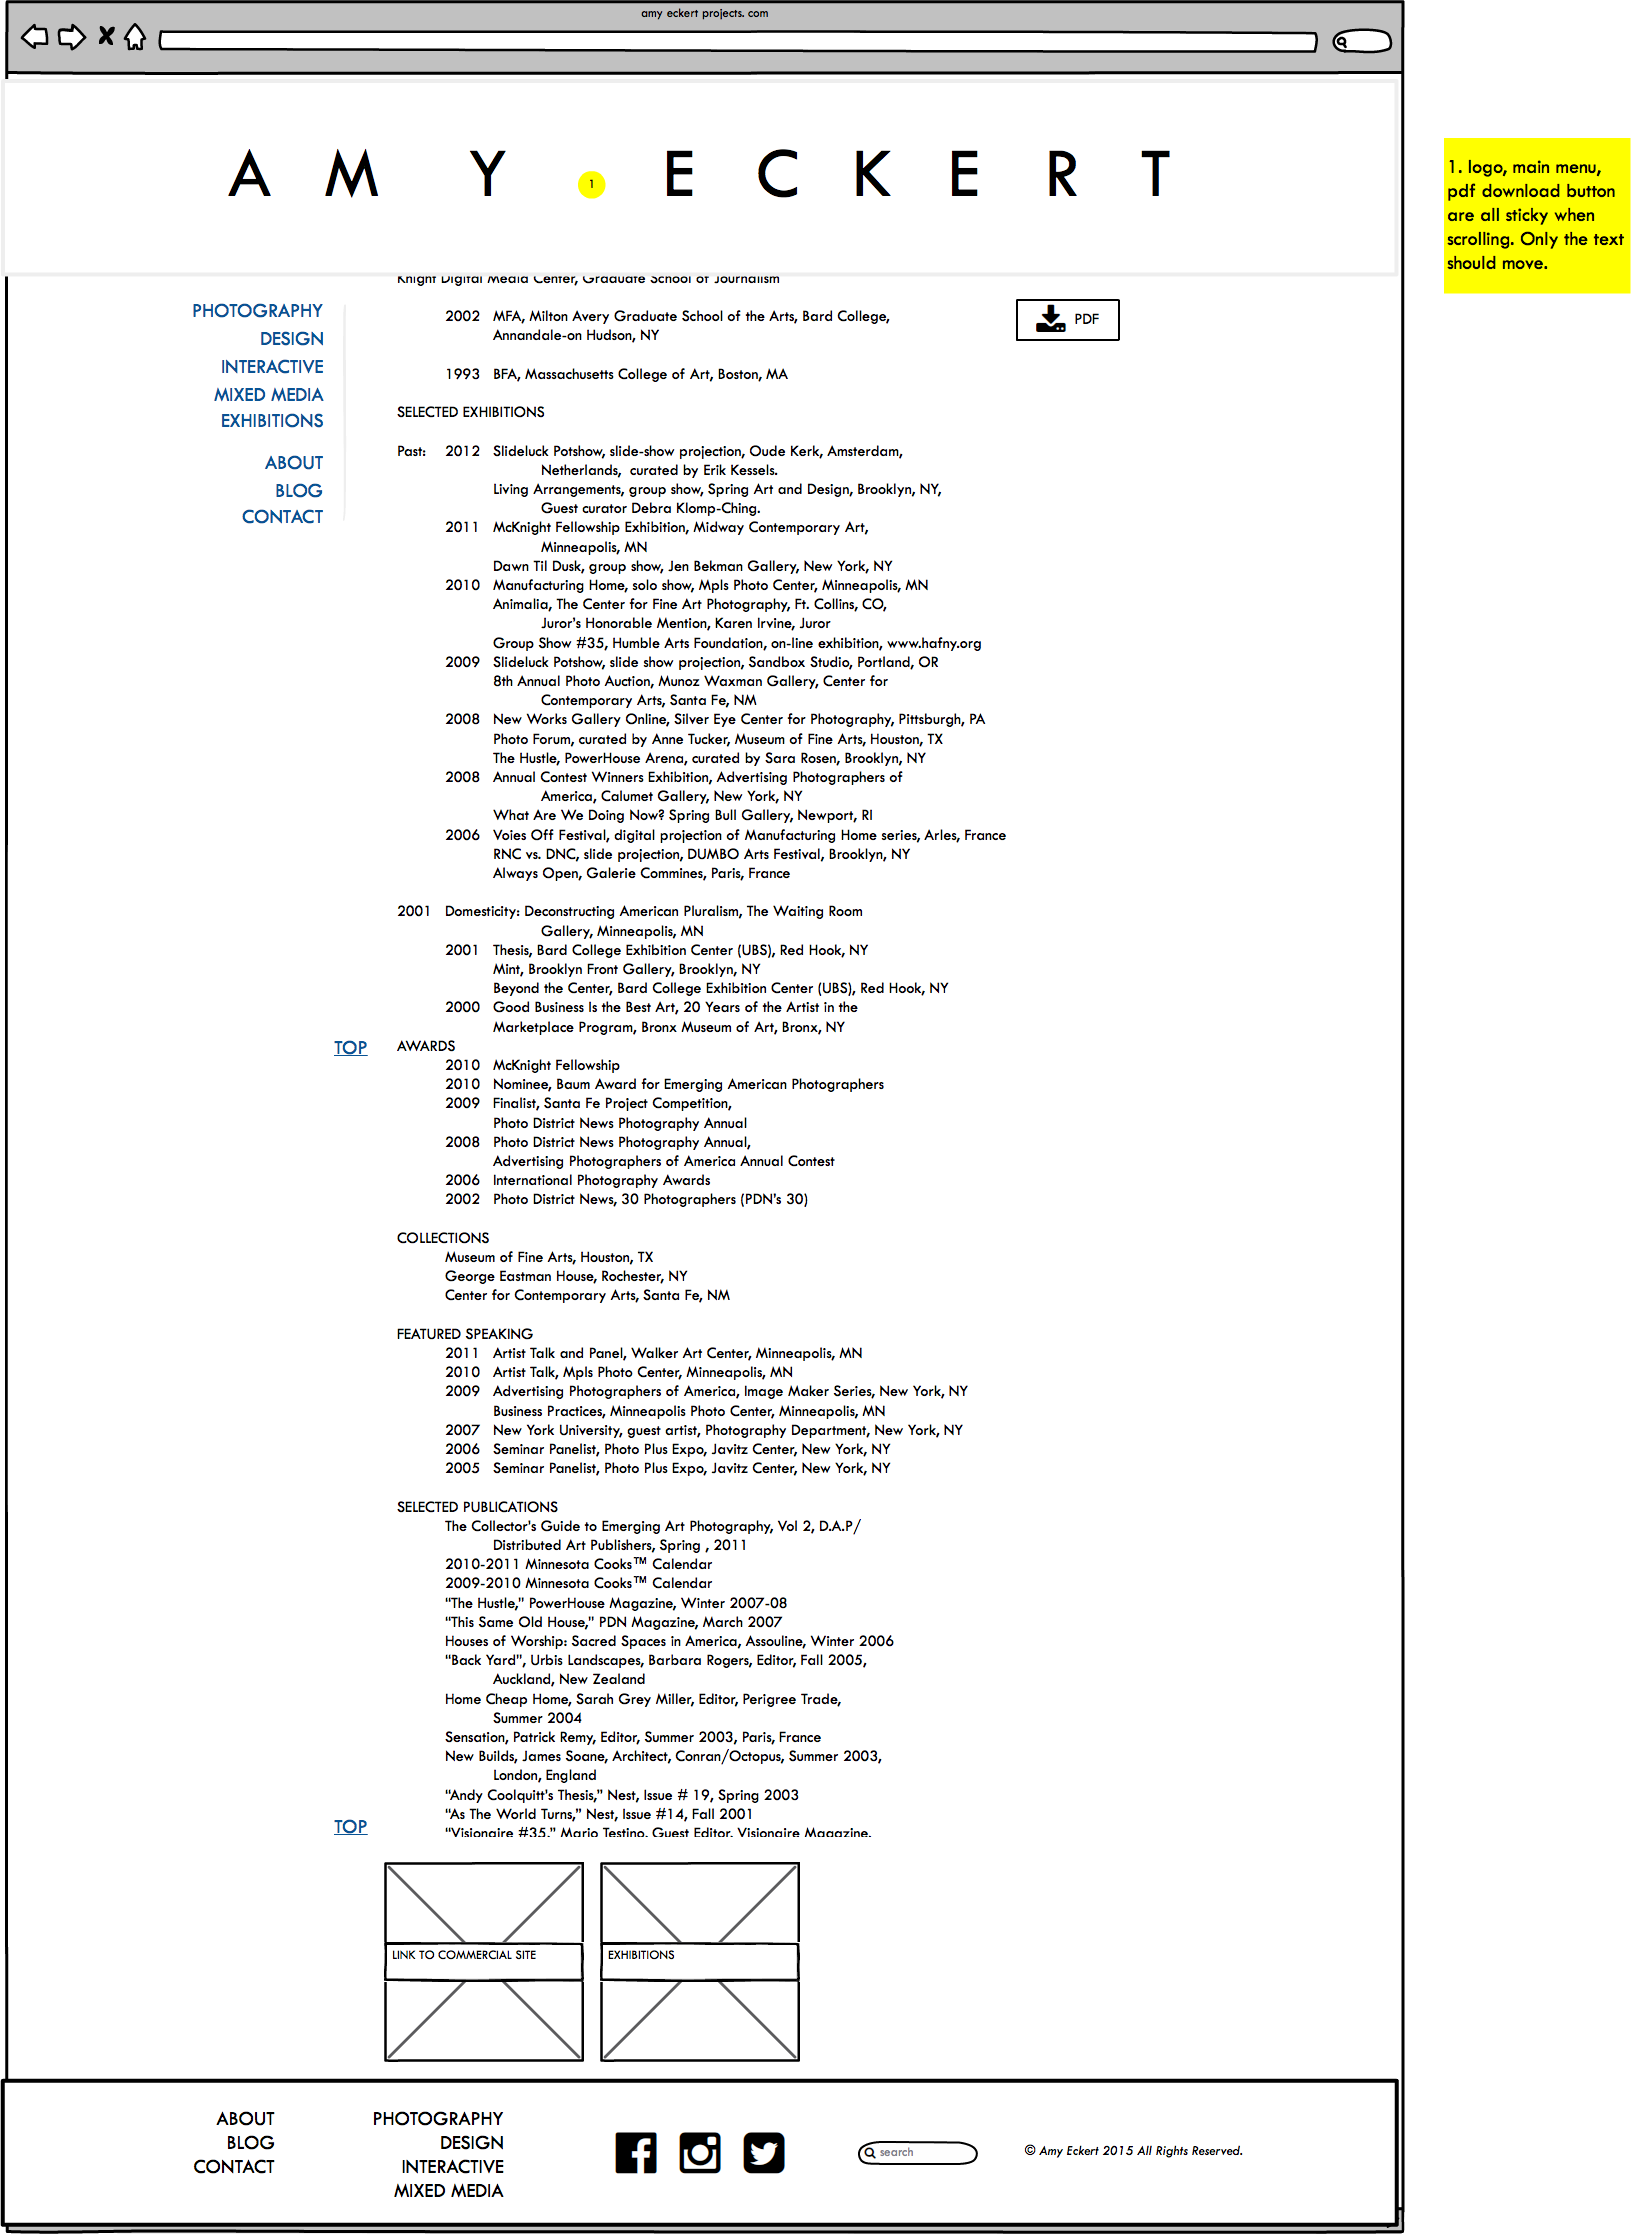 amy eckert projects. com
AMY ECKERT
1
1. logo, main menu,
pdf download button
are all sticky when
scrolling. Only the text
should move.
Knight Digital Media Center, Graduate School of Journalism
PHOTOGRAPHY
DESIGN
INTERACTIVE
MIXED MEDIA
EXHIBITIONS
ABOUT
BLOG
CONTACT
PDF
2002 MFA, Milton Avery Graduate School of the Arts, Bard College,
Annandale-on Hudson, NY
1993 BFA, Massachusetts College of Art, Boston, MA
SELECTED EXHIBITIONS
Past: 2012 Slideluck Potshow, slide-show projection, Oude Kerk, Amsterdam,
Netherlands, curated by Erik Kessels.
Living Arrangements, group show, Spring Art and Design, Brooklyn, NY,
Guest curator Debra Klomp-Ching.
2011 McKnight Fellowship Exhibition, Midway Contemporary Art,
Minneapolis, MN
Dawn Til Dusk, group show, Jen Bekman Gallery, New York, NY
2010 Manufacturing Home, solo show, Mpls Photo Center, Minneapolis, MN
Animalia, The Center for Fine Art Photography, Ft. Collins, CO,
Juror's Honorable Mention, Karen Irvine, Juror
Group Show #35, Humble Arts Foundation, on-line exhibition, www.hafny.org
2009 Slideluck Potshow, slide show projection, Sandbox Studio, Portland, OR
8th Annual Photo Auction, Munoz Waxman Gallery, Center for
Contemporary Arts, Santa Fe, NM
2008 New Works Gallery Online, Silver Eye Center for Photography, Pittsburgh, PA
Photo Forum, curated by Anne Tucker, Museum of Fine Arts, Houston, TX
The Hustle, PowerHouse Arena, curated by Sara Rosen, Brooklyn, NY
2008 Annual Contest Winners Exhibition, Advertising Photographers of
America, Calumet Gallery, New York, NY
What Are We Doing Now? Spring Bull Gallery, Newport, RI
2006 Voies Off Festival, digital projection of Manufacturing Home series, Arles, France
RNC vs. DNC, slide projection, DUMBO Arts Festival, Brooklyn, NY
Always Open, Galerie Commines, Paris, France
2001 Domesticity: Deconstructing American Pluralism, The Waiting Room
Gallery, Minneapolis, MN
2001 Thesis, Bard College Exhibition Center (UBS), Red Hook, NY
Mint, Brooklyn Front Gallery, Brooklyn, NY
Beyond the Center, Bard College Exhibition Center (UBS), Red Hook, NY
2000 Good Business Is the Best Art, 20 Years of the Artist in the
Marketplace Program, Bronx Museum of Art, Bronx, NY
TOP
AWARDS
2010 McKnight Fellowship
2010 Nominee, Baum Award for Emerging American Photographers
2009 Finalist, Santa Fe Project Competition,
Photo District News Photography Annual
2008 Photo District News Photography Annual,
Advertising Photographers of America Annual Contest
2006 International Photography Awards
2002 Photo District News, 30 Photographers (PDN's 30)
COLLECTIONS
Museum of Fine Arts, Houston, TX
George Eastman House, Rochester, NY
Center for Contemporary Arts, Santa Fe, NM
FEATURED SPEAKING
2011 Artist Talk and Panel, Walker Art Center, Minneapolis, MN
2010 Artist Talk, Mpls Photo Center, Minneapolis, MN
2009 Advertising Photographers of America, Image Maker Series, New York, NY
Business Practices, Minneapolis Photo Center, Minneapolis, MN
2007 New York University, guest artist, Photography Department, New York, NY
2006 Seminar Panelist, Photo Plus Expo, Javitz Center, New York, NY
2005 Seminar Panelist, Photo Plus Expo, Javitz Center, New York, NY
SELECTED PUBLICATIONS
The Collector's Guide to Emerging Art Photography, Vol 2, D.A.P/
Distributed Art Publishers, Spring , 2011
2010-2011 Minnesota Cooks™ Calendar
2009-2010 Minnesota Cooks™ Calendar
"The Hustle," PowerHouse Magazine, Winter 2007-08
"This Same Old House," PDN Magazine, March 2007
Houses of Worship: Sacred Spaces in America, Assouline, Winter 2006
"Back Yard", Urbis Landscapes, Barbara Rogers, Editor, Fall 2005,
Auckland, New Zealand
Home Cheap Home, Sarah Grey Miller, Editor, Perigree Trade,
Summer 2004
Sensation, Patrick Remy, Editor, Summer 2003, Paris, France
New Builds, James Soane, Architect, Conran/Octopus, Summer 2003,
London, England
"Andy Coolquitt's Thesis," Nest, Issue # 19, Spring 2003
"As The World Turns," Nest, Issue #14, Fall 2001
TOP
"Visionaire #35," Mario Testino, Guest Editor, Visionaire Magazine,
LINK TO COMMERCIAL SITE
EXHIBITIONS
ABOUT
BLOG
CONTACT
PHOTOGRAPHY
DESIGN
INTERACTIVE
MIXED MEDIA
search
© Amy Eckert 2015 All Rights Reserved.